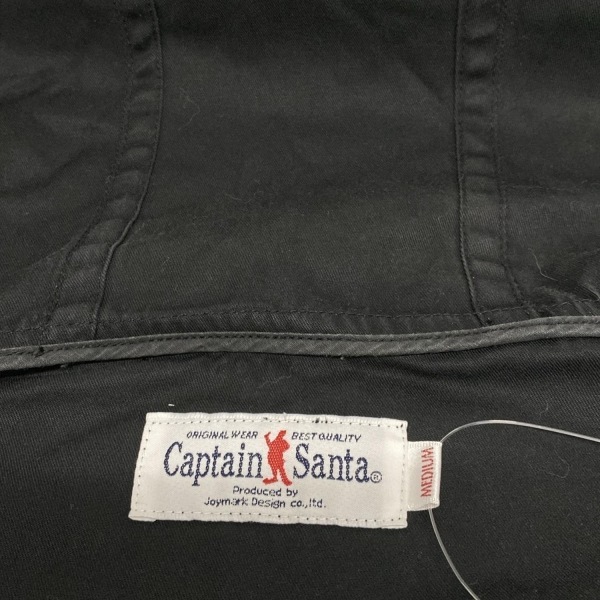 ORIGINAL WEAR BEST QUALITY
Captain Santa®
Produced by
Joymark Design co.,ltd.
MEDIUM